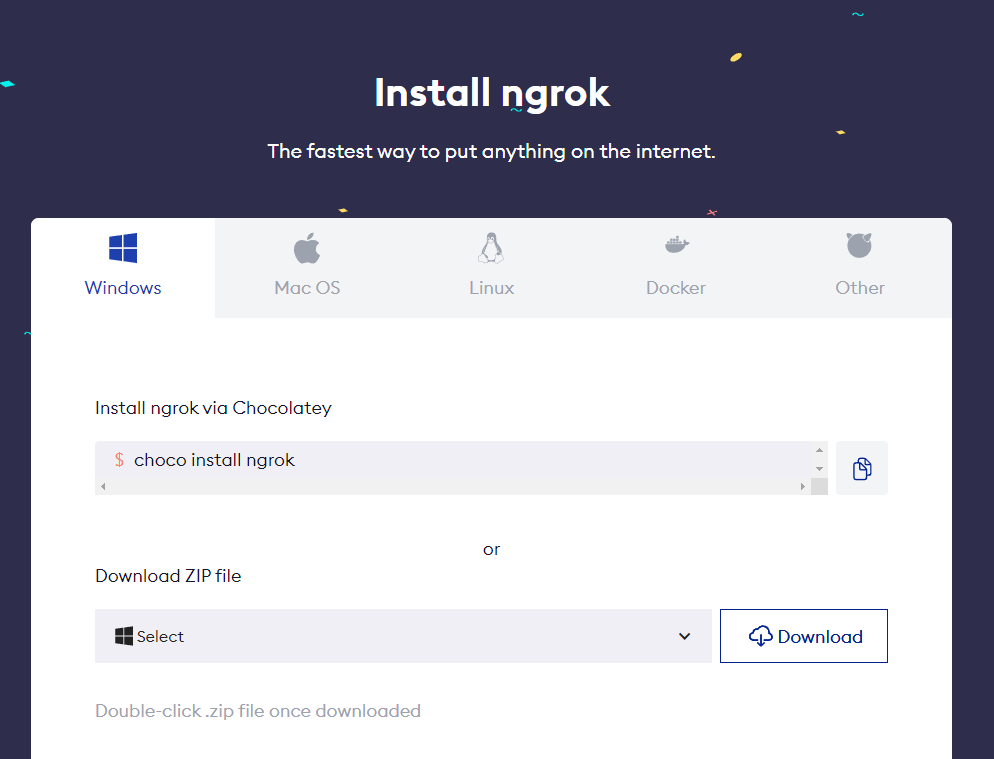 Install ngrok
The fastest way to put anything on the internet.
Windows
Mac OS
Linux
Docker
Other
Install ngrok via Chocolatey
$ choco install ngrok
or
Download ZIP file
Select
Download
Double-click .zip file once downloaded